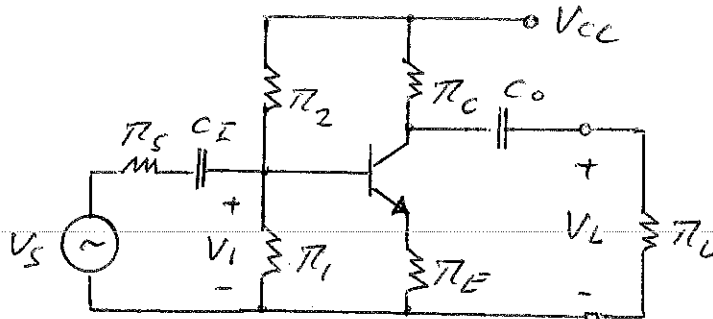 Vcc
R2
RC
Co
RS
CI
+
+
VS
V1
R1
RE
VL
RL
-
-